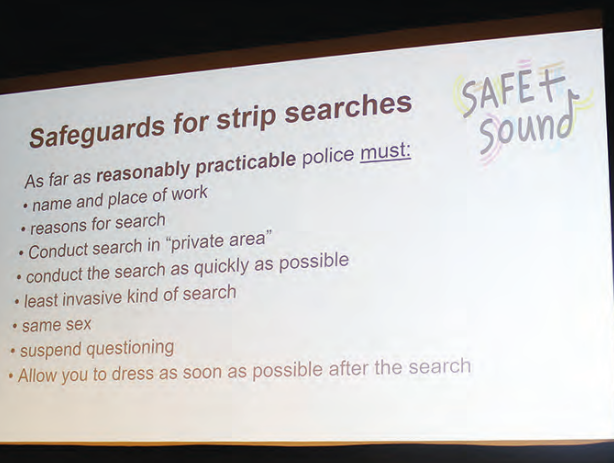 Safeguards for strip searches
SAFE+
Sound
As far as reasonably practicable police must:
• name and place of work
• reasons for search
• Conduct search in “private area”
• conduct the search as quickly as possible
• least invasive kind of search
• same sex
• suspend questioning
• Allow you to dress as soon as possible after the search